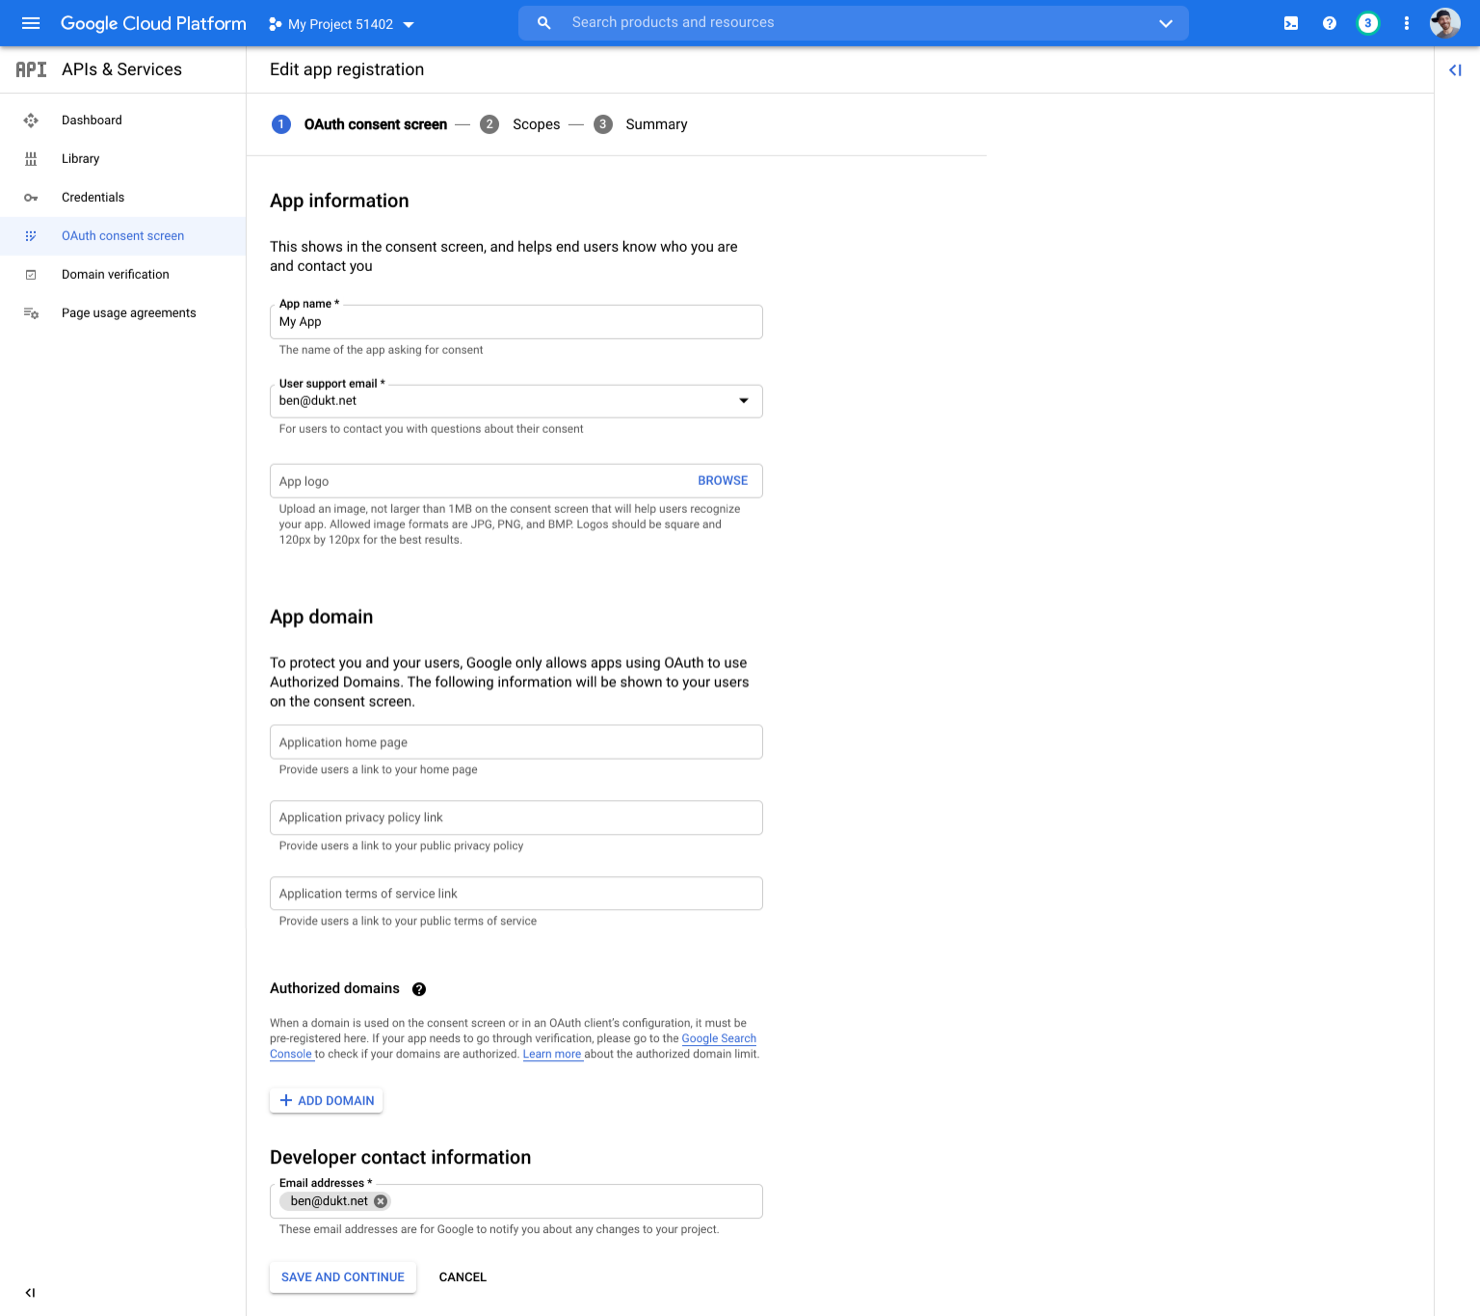 Google Cloud Platform
My Project 51402
Search products and resources
3
API APIs & Services
Edit app registration
Dashboard
Library
Credentials
OAuth consent screen
Domain verification
Page usage agreements
1 OAuth consent screen — 2 Scopes — 3 Summary
App information
This shows in the consent screen, and helps end users know who you are
and contact you
App name *
My App
The name of the app asking for consent
User support email *
ben@dukt.net
For users to contact you with questions about their consent
App logo
BROWSE
Upload an image, not larger than 1MB on the consent screen that will help users recognize
your app. Allowed image formats are JPG, PNG, and BMP. Logos should be square and
120px by 120px for the best results.
App domain
To protect you and your users, Google only allows apps using OAuth to use
Authorized Domains. The following information will be shown to your users
on the consent screen.
Application home page
Provide users a link to your home page
Application privacy policy link
Provide users a link to your public privacy policy
Application terms of service link
Provide users a link to your public terms of service
Authorized domains ?
When a domain is used on the consent screen or in an OAuth client's configuration, it must be
pre-registered here. If your app needs to go through verification, please go to the Google Search
Console to check if your domains are authorized. Learn more about the authorized domain limit.
+ ADD DOMAIN
Developer contact information
Email addresses *
ben@dukt.net
These email addresses are for Google to notify you about any changes to your project.
SAVE AND CONTINUE
CANCEL